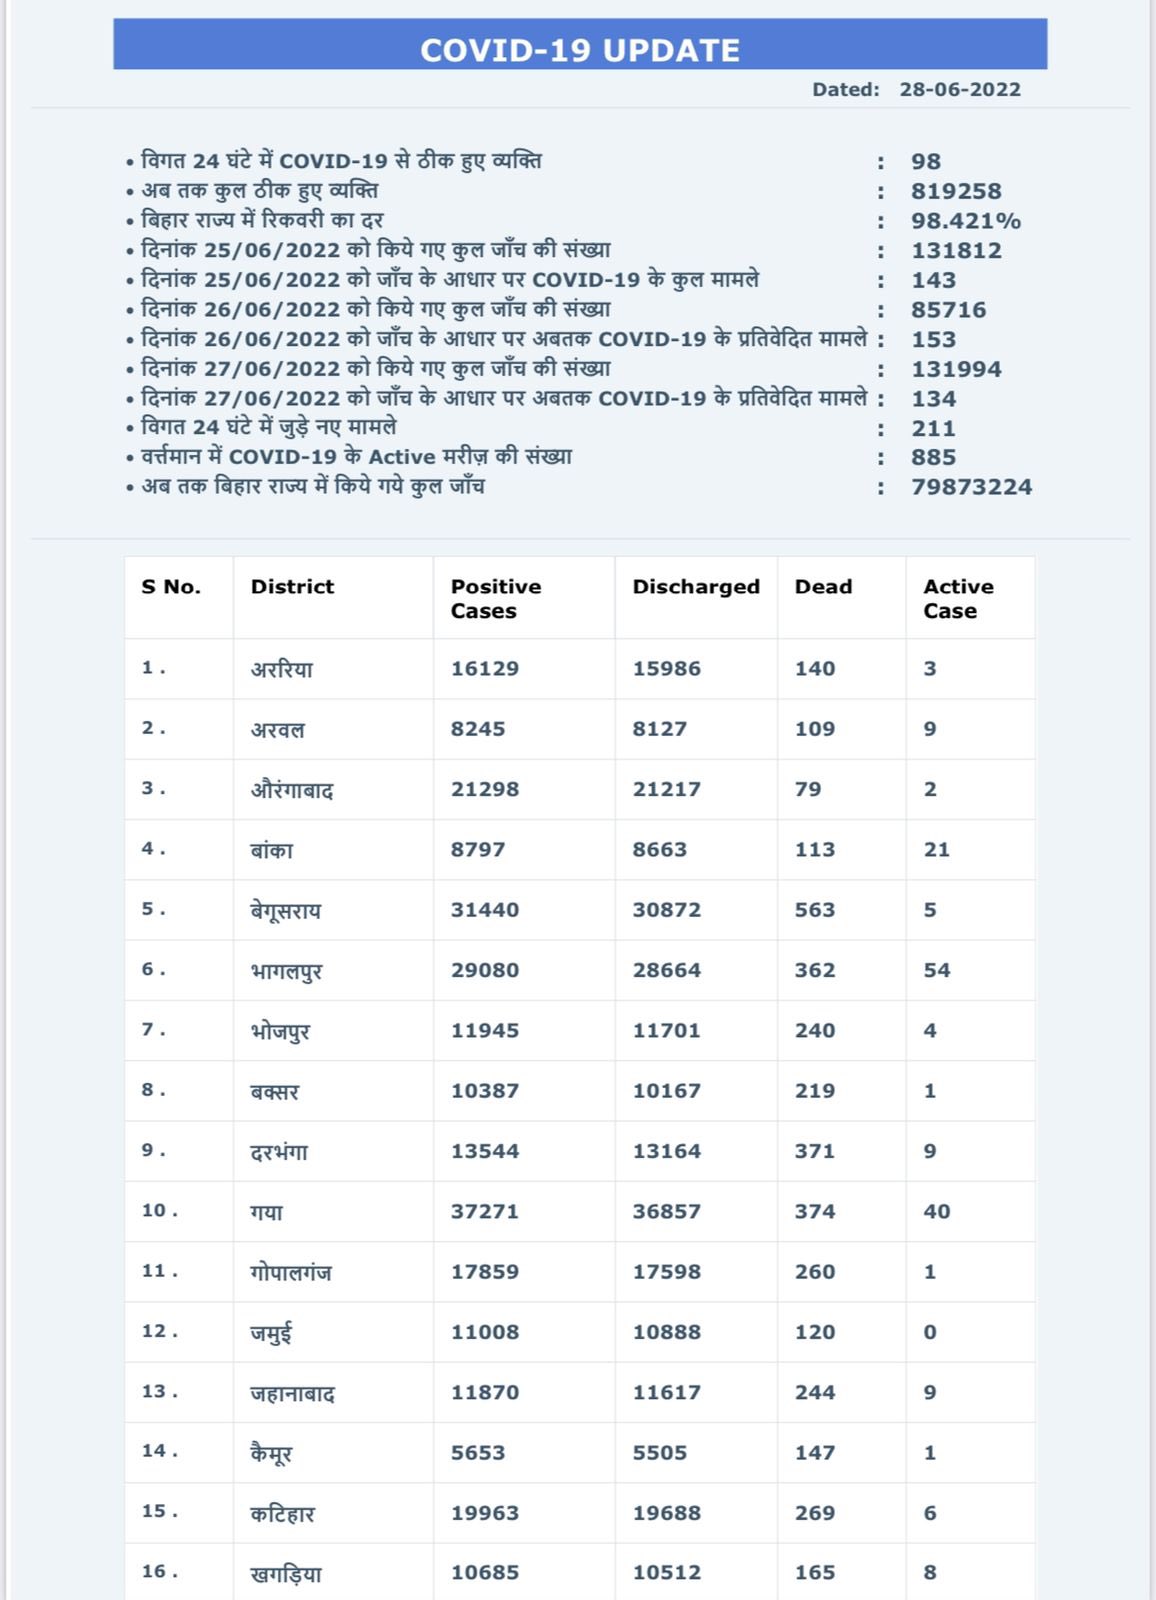 COVID-19 UPDATE
Dated: 28-06-2022
• विगत 24 घंटे में COVID-19 से ठीक हुए व्यक्ति : 98
• अब तक कुल ठीक हुए व्यक्ति : 819258
• बिहार राज्य में रिकवरी का दर : 98.421%
• दिनांक 25/06/2022 को किये गए कुल जाँच की संख्या : 131812
• दिनांक 25/06/2022 को जाँच के आधार पर COVID-19 के कुल मामले : 143
• दिनांक 26/06/2022 को किये गए कुल जाँच की संख्या : 85716
• दिनांक 26/06/2022 को जाँच के आधार पर अबतक COVID-19 के प्रतिवेदित मामले : 153
• दिनांक 27/06/2022 को किये गए कुल जाँच की संख्या : 131994
• दिनांक 27/06/2022 को जाँच के आधार पर अबतक COVID-19 के प्रतिवेदित मामले : 134
• विगत 24 घंटे में जुड़े नए मामले : 211
• वर्त्तमान में COVID-19 के Active मरीज़ की संख्या : 885
• अब तक बिहार राज्य में किये गये कुल जाँच : 79873224
S No. District Positive Cases Discharged Dead Active Case
1 . अररिया 16129 15986 140 3
2 . अरवल 8245 8127 109 9
3 . औरंगाबाद 21298 21217 79 2
4 . बांका 8797 8663 113 21
5 . बेगूसराय 31440 30872 563 5
6 . भागलपुर 29080 28664 362 54
7 . भोजपुर 11945 11701 240 4
8 . बक्सर 10387 10167 219 1
9 . दरभंगा 13544 13164 371 9
10 . गया 37271 36857 374 40
11 . गोपालगंज 17859 17598 260 1
12 . जमुई 11008 10888 120 0
13 . जहानाबाद 11870 11617 244 9
14 . कैमूर 5653 5505 147 1
15 . कटिहार 19963 19688 269 6
16 . खगड़िया 10685 10512 165 8